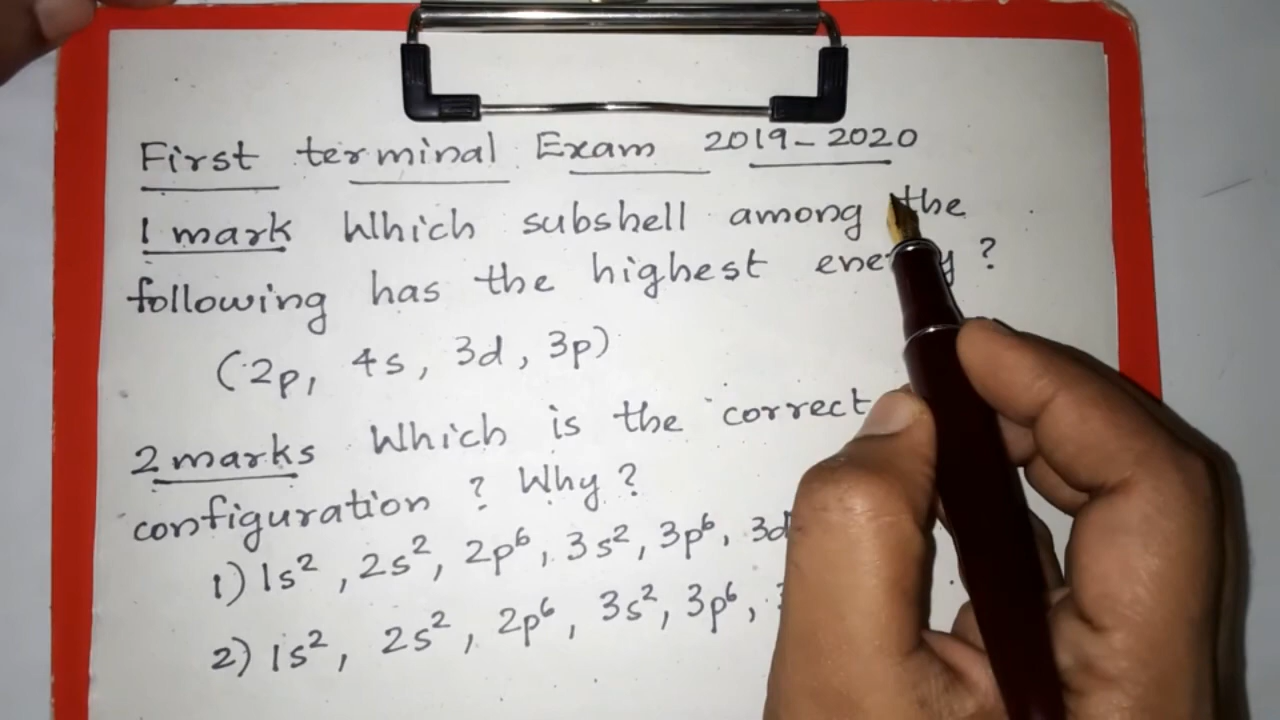 First terminal Exam 2019-2020
1 mark Which subshell among the
following has the highest ?
(2p, 4s, 3d, 3p)
2 marks Which is the correct
configuration ? Why ?
1) 1s², 2s², 2p⁶, 3s², 3p⁶, 3d
2) 1s², 2s², 2p⁶, 3s², 3p⁶,